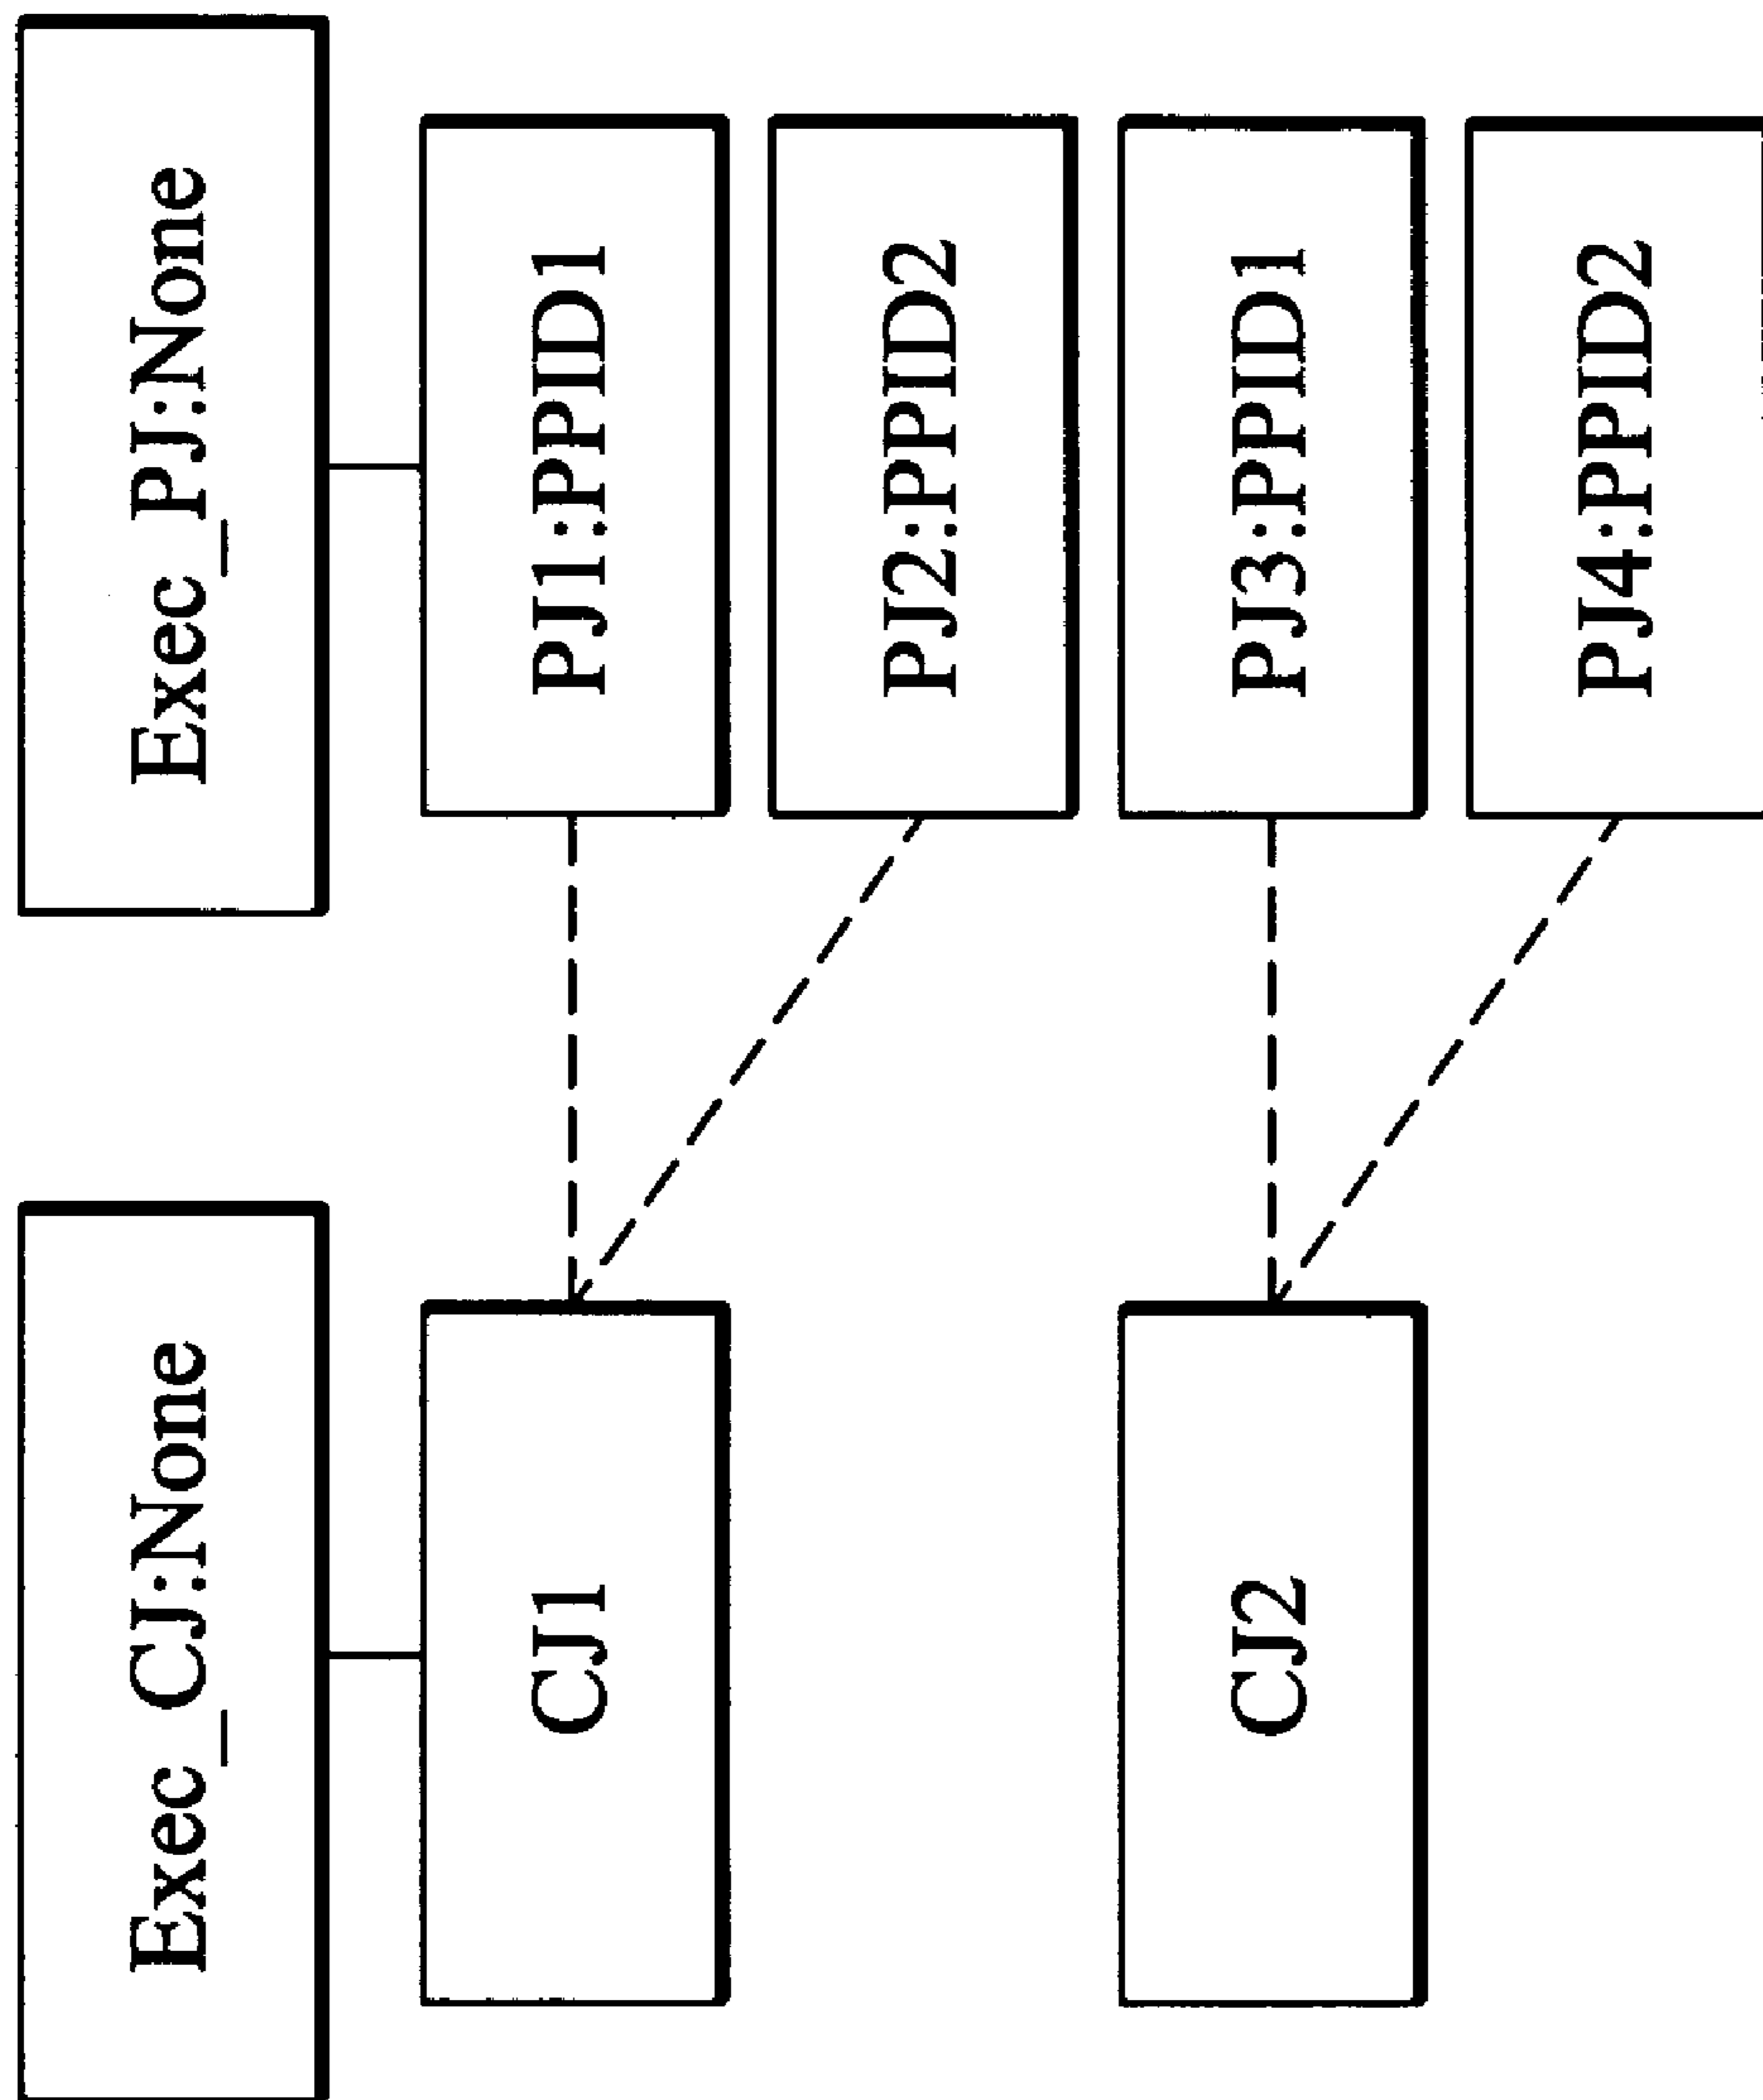 Exec_CJ:None
Exec_PJ:None
CJ1
PJ1:PPID1
PJ2:PPID2
CJ2
PJ3:PPID1
PJ4:PPID2